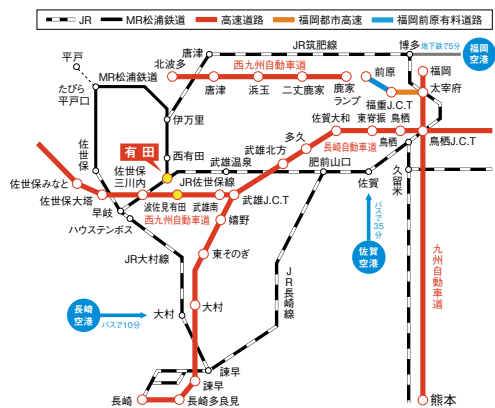 JR
MR松浦鉄道
高速道路
福岡都市高速
福岡前原有料道路
唐津
JR筑肥線
博多
地下鉄で5分
福岡
空港
平戸
北波多
西九州自動車道
MR松浦鉄道
たびら
平戸口
唐津
浜玉
二丈鹿家
鹿家
ランプ
前原
福岡
太宰府
福重J.C.T
伊万里
佐賀大和
東脊振
鳥栖
多久
長崎自動車道
鳥栖
鳥栖J.C.T
有田
西有田
武雄北方
武雄温泉
肥前山口
佐世保
佐世保
三川内
JR佐世保線
佐賀
久留米
佐世保みなと
佐世保大塔
波佐見有田
武雄南
武雄J.C.T
早岐
西九州自動車道
嬉野
ハウステンボス
バスで35分
佐賀
空港
九州自動車道
JR大村線
東そのぎ
JR長崎線
長崎
空港
バスで10分
大村
大村
諫早
諫早
長崎
長崎多良見
熊本